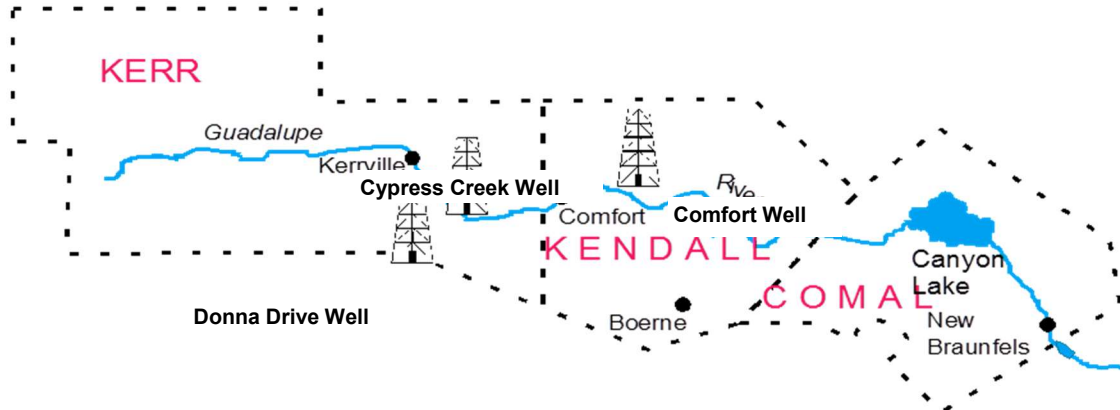 KERR
Guadalupe
Kerrville
Cypress Creek Well
Rive
Comfort
Comfort Well
KENDALL
Canyon
Lake
COMAL
Donna Drive Well
Boerne
New
Braunfels